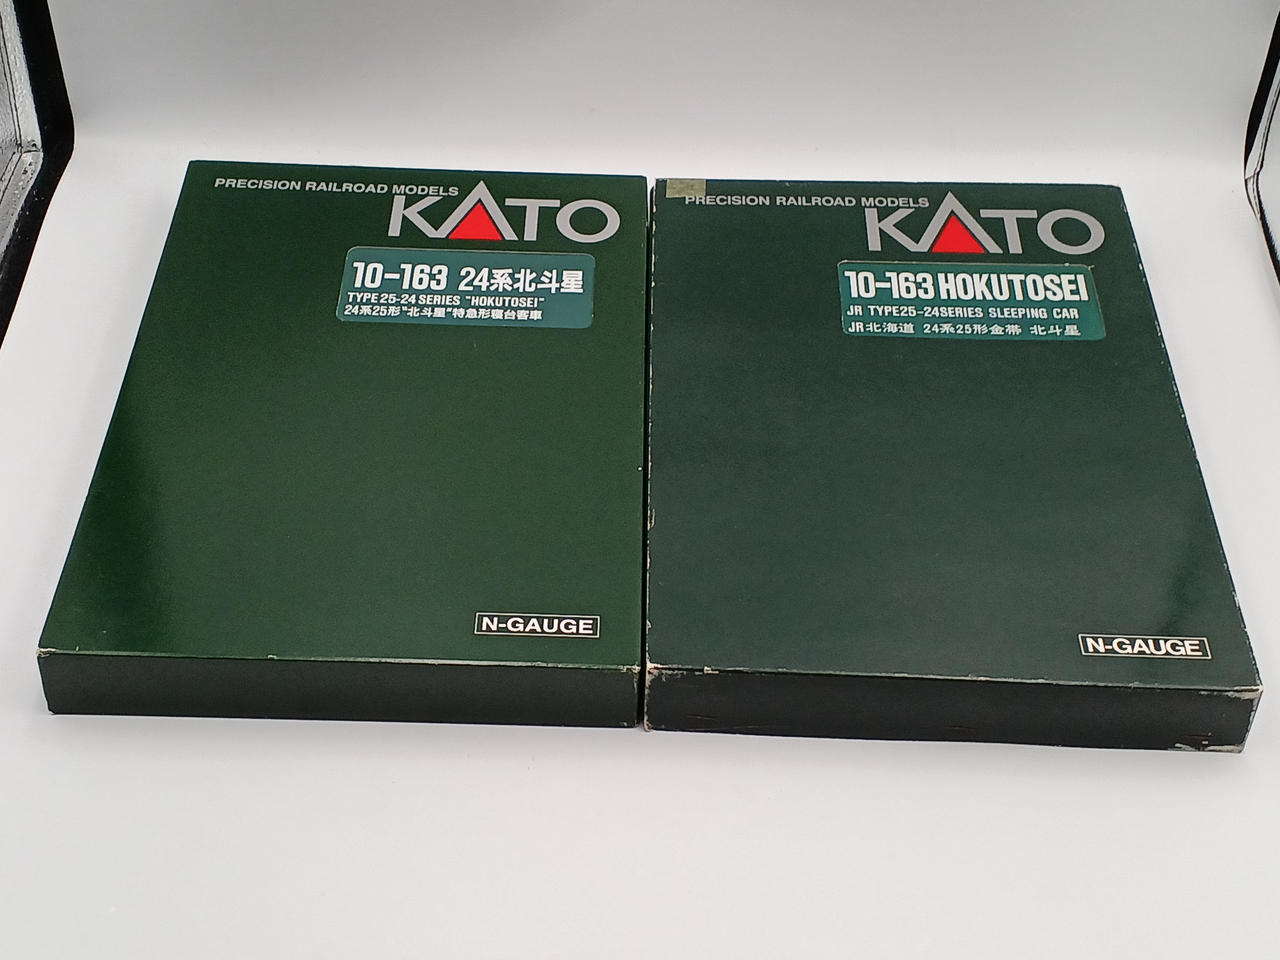 PRECISION RAILROAD MODELS
KATO
10-163 24系北斗星
TYPE 25-24 SERIES "HOKUTOSEI"
24系25形"北斗星"特急形寝台客車
N-GAUGE
PRECISION RAILROAD MODELS
KATO
10-163 HOKUTOSEI
JR TYPE25-24SERIES SLEEPING CAR
JR北海道 24系25形金帯 北斗星
N-GAUGE